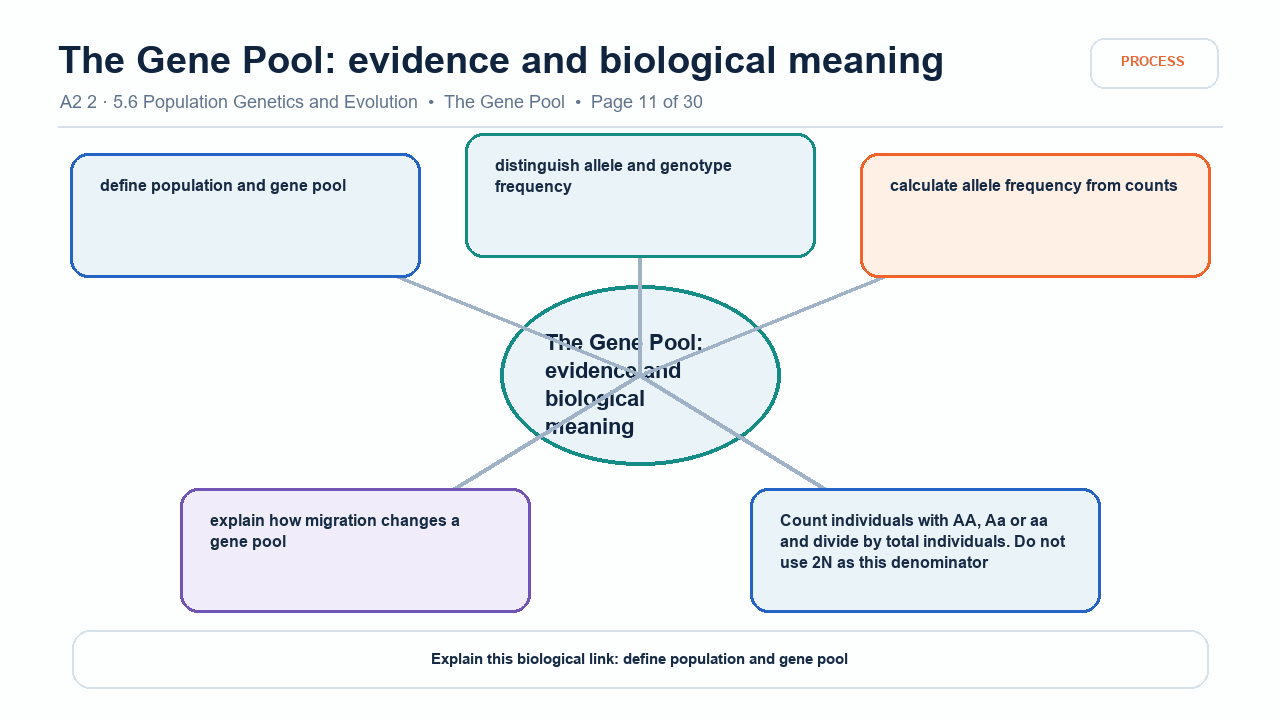 The Gene Pool: evidence and biological meaning
PROCESS
A2 2 · 5.6 Population Genetics and Evolution • The Gene Pool • Page 11 of 30
define population and gene pool
distinguish allele and genotype
frequency
calculate allele frequency from counts
The Gene Pool:
evidence and
biological
meaning
explain how migration changes a
gene pool
Count individuals with AA, Aa or aa
and divide by total individuals. Do not
use 2N as this denominator
Explain this biological link: define population and gene pool